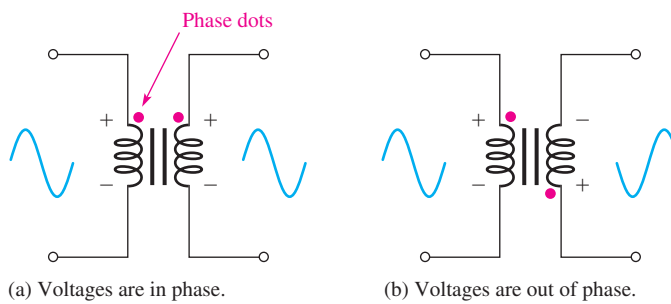 Phase dots
+ +
– –
+ –
– +
(a) Voltages are in phase.
(b) Voltages are out of phase.